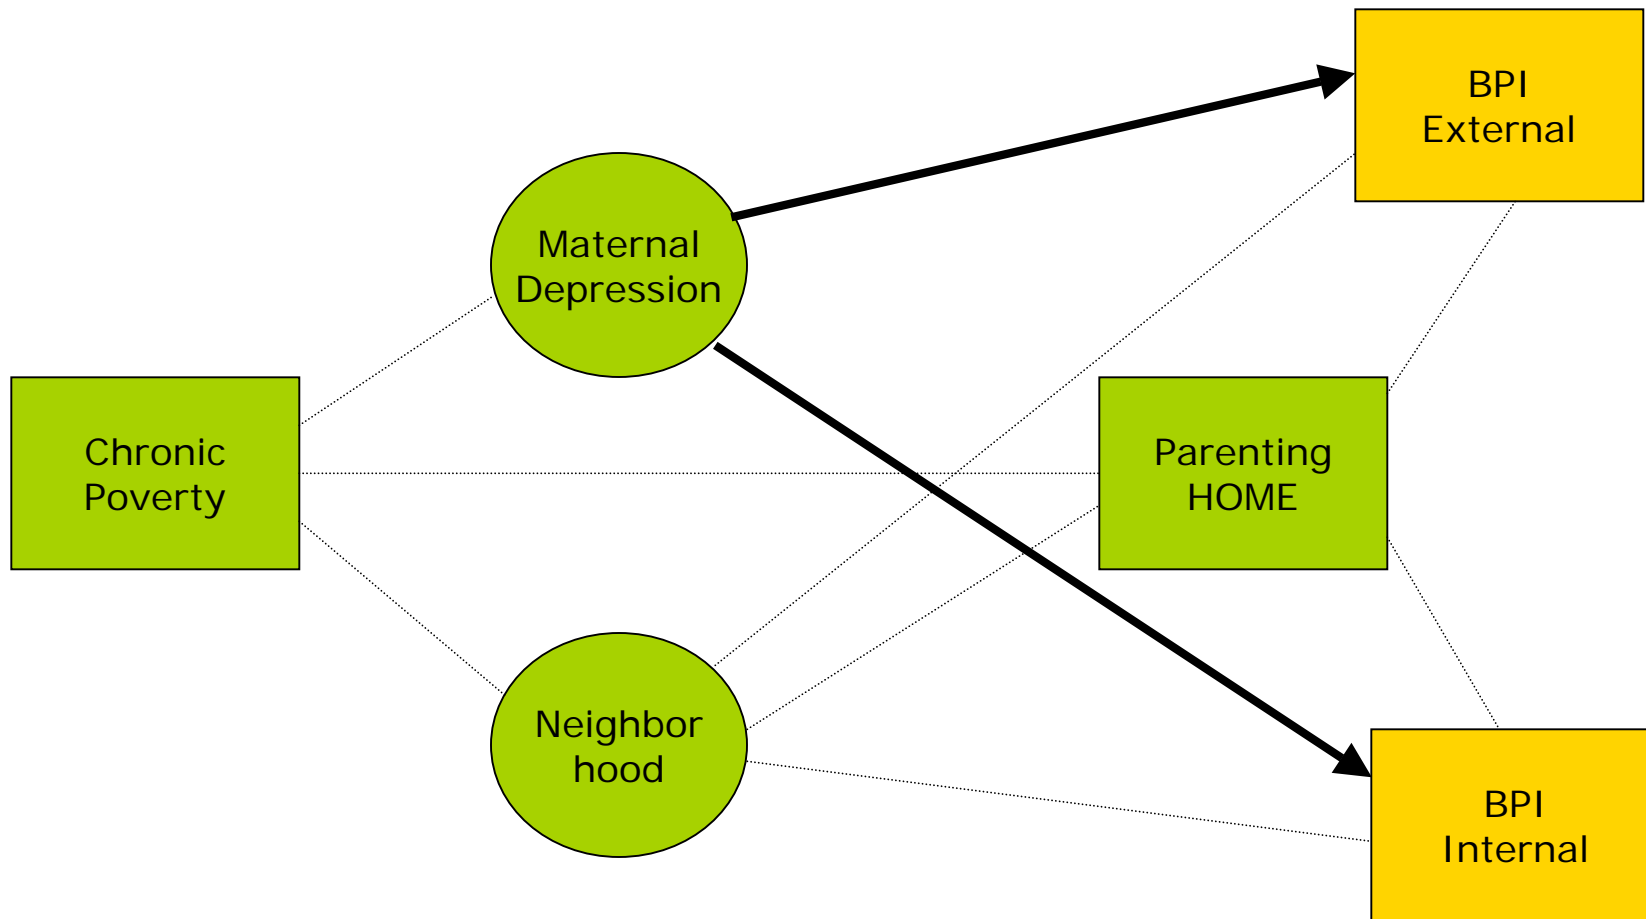 BPI
External
Maternal
Depression
Chronic
Poverty
Parenting
HOME
Neighbor
hood
BPI
Internal